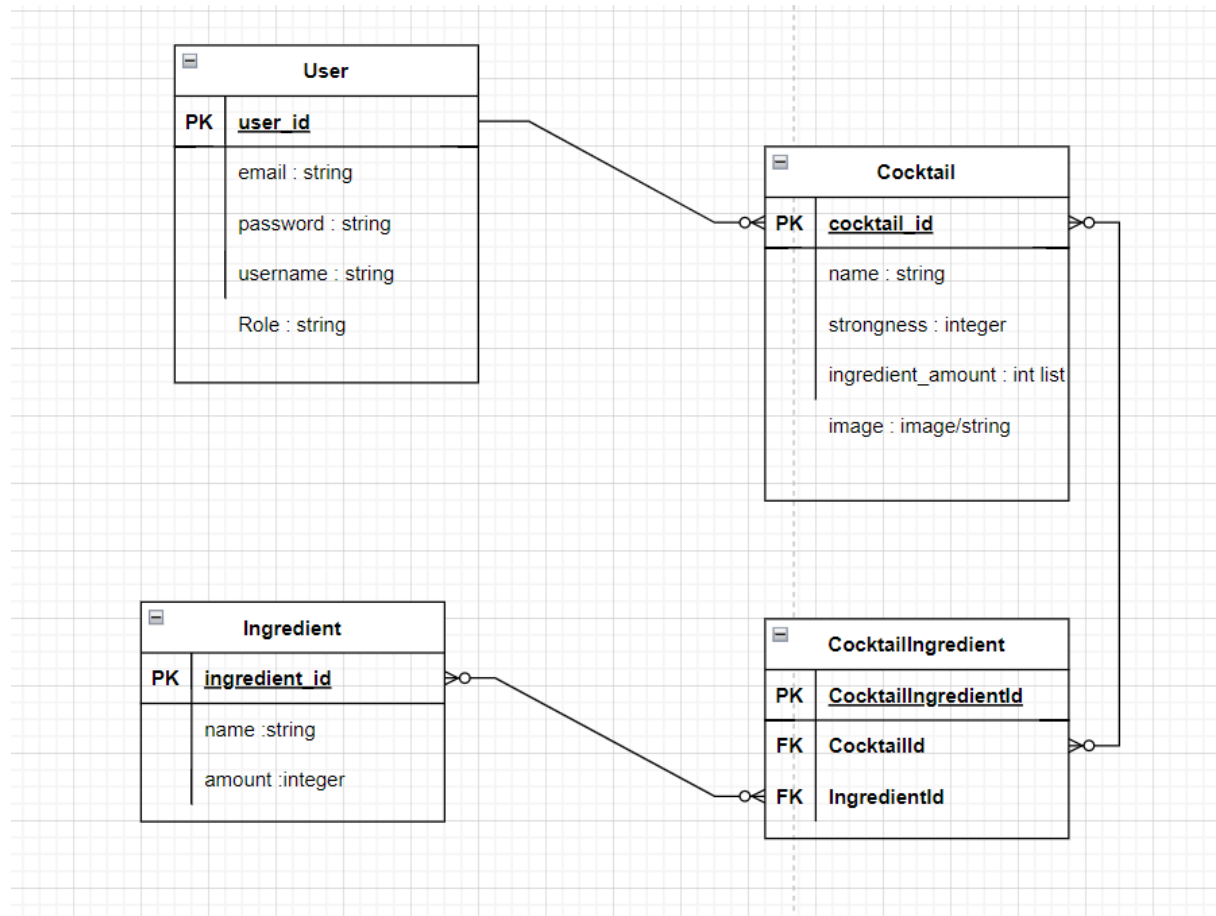 User
PK user_id
email : string
password : string
username : string
Role : string
Cocktail
PK cocktail_id
name : string
strongness : integer
ingredient_amount : int list
image : image/string
Ingredient
PK ingredient_id
name :string
amount :integer
CocktailIngredient
PK CocktailIngredientId
FK CocktailId
FK IngredientId